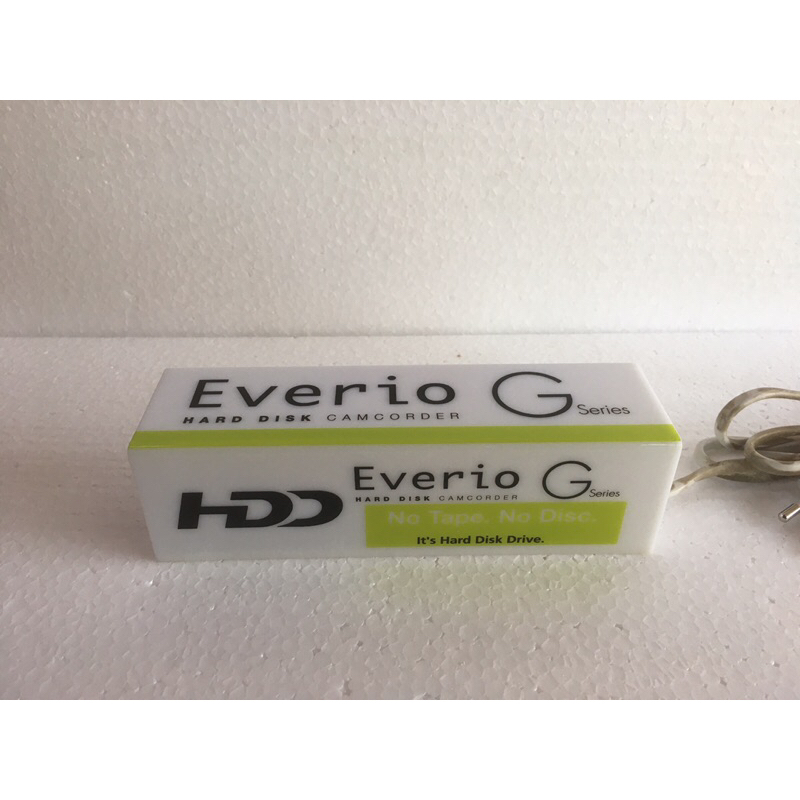 Everio G Series
HARD DISK CAMCORDER
HDD
Everio G Series
HARD DISK CAMCORDER
No Tape. No Disc.
It's Hard Disk Drive.